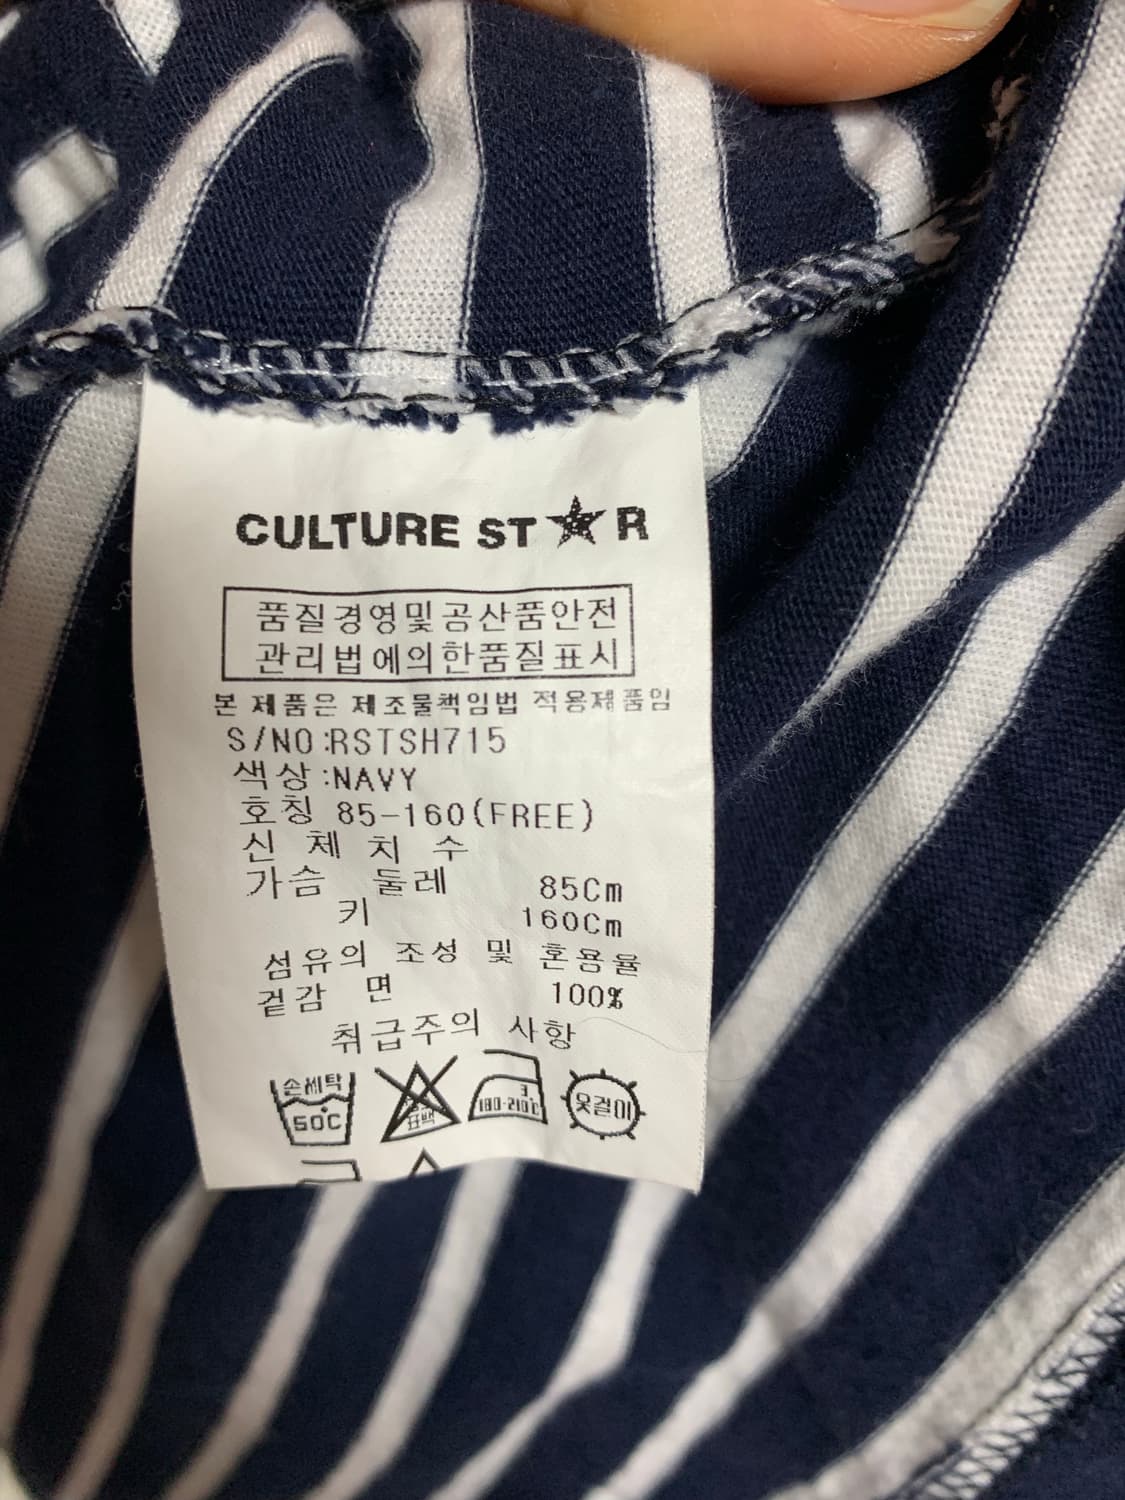 CULTURE ST★R
품질경영및공산품안전
관리법에의한품질표시
본 제품은 제조물책임법 적용제품임
S/NO:RSTSH715
색상:NAVY
호칭 85-160(FREE)
신 체 치 수
가슴 둘레 85Cm
키 160Cm
섬유의 조성 및 혼용율
겉감 면 100%
취급주의 사항
손세탁 표백 3 옷걸이
50C 180-210℃